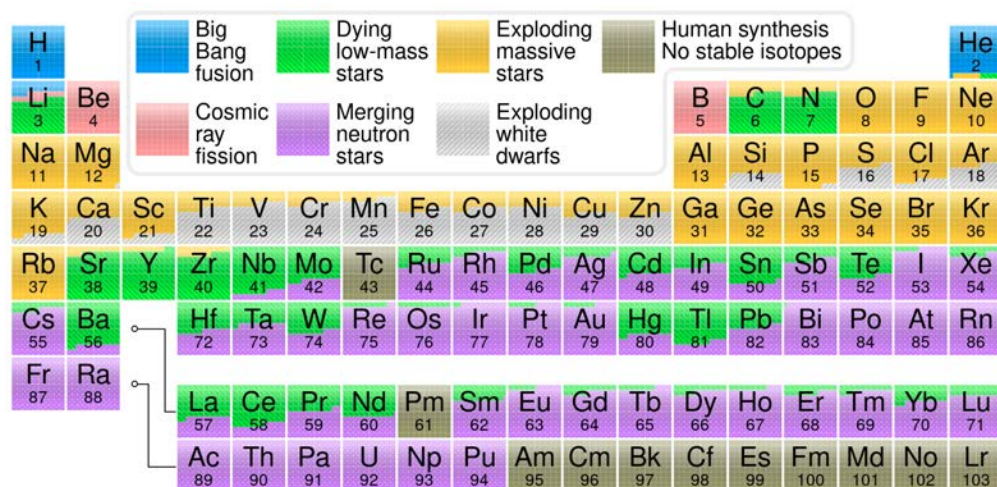 Big Bang fusion
Dying low-mass stars
Exploding massive stars
Human synthesis No stable isotopes
Cosmic ray fission
Merging neutron stars
Exploding white dwarfs
H He
1 2
Li Be B C N O F Ne
3 4 5 6 7 8 9 10
Na Mg Al Si P S Cl Ar
11 12 13 14 15 16 17 18
K Ca Sc Ti V Cr Mn Fe Co Ni Cu Zn Ga Ge As Se Br Kr
19 20 21 22 23 24 25 26 27 28 29 30 31 32 33 34 35 36
Rb Sr Y Zr Nb Mo Tc Ru Rh Pd Ag Cd In Sn Sb Te I Xe
37 38 39 40 41 42 43 44 45 46 47 48 49 50 51 52 53 54
Cs Ba Hf Ta W Re Os Ir Pt Au Hg Tl Pb Bi Po At Rn
55 56 72 73 74 75 76 77 78 79 80 81 82 83 84 85 86
Fr Ra
87 88
La Ce Pr Nd Pm Sm Eu Gd Tb Dy Ho Er Tm Yb Lu
57 58 59 60 61 62 63 64 65 66 67 68 69 70 71
Ac Th Pa U Np Pu Am Cm Bk Cf Es Fm Md No Lr
89 90 91 92 93 94 95 96 97 98 99 100 101 102 103